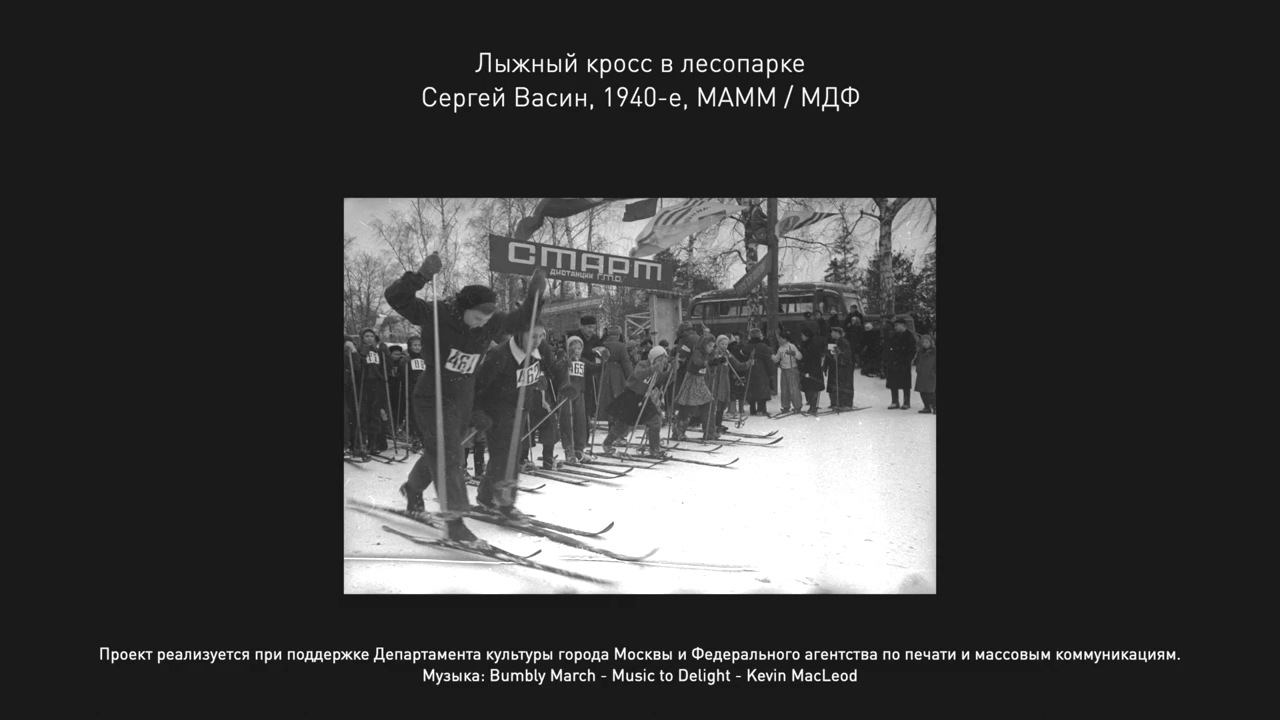 Лыжный кросс в лесопарке
Сергей Васин, 1940-е, МАММ / МДФ
СТАРТ
дистанции Г.Т.О.
461
462
465
Проект реализуется при поддержке Департамента культуры города Москвы и Федерального агентства по печати и массовым коммуникациям.
Музыка: Bumbly March - Music to Delight - Kevin MacLeod